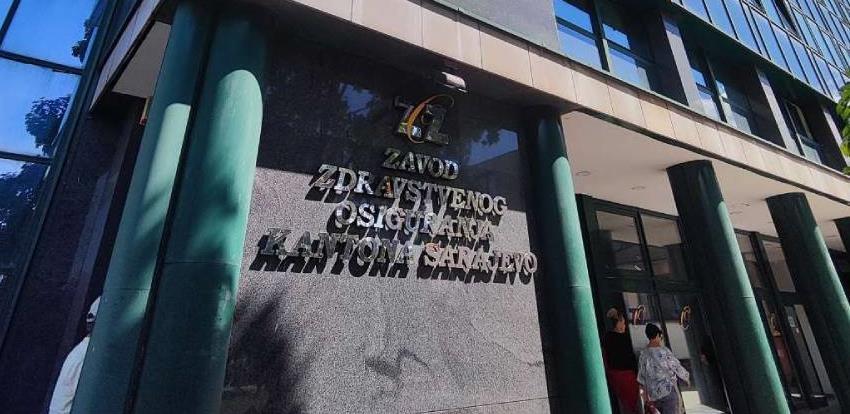 ZAVOD
ZDRAVSTVENOG
OSIGURANJA
KANTONA SARAJEVO